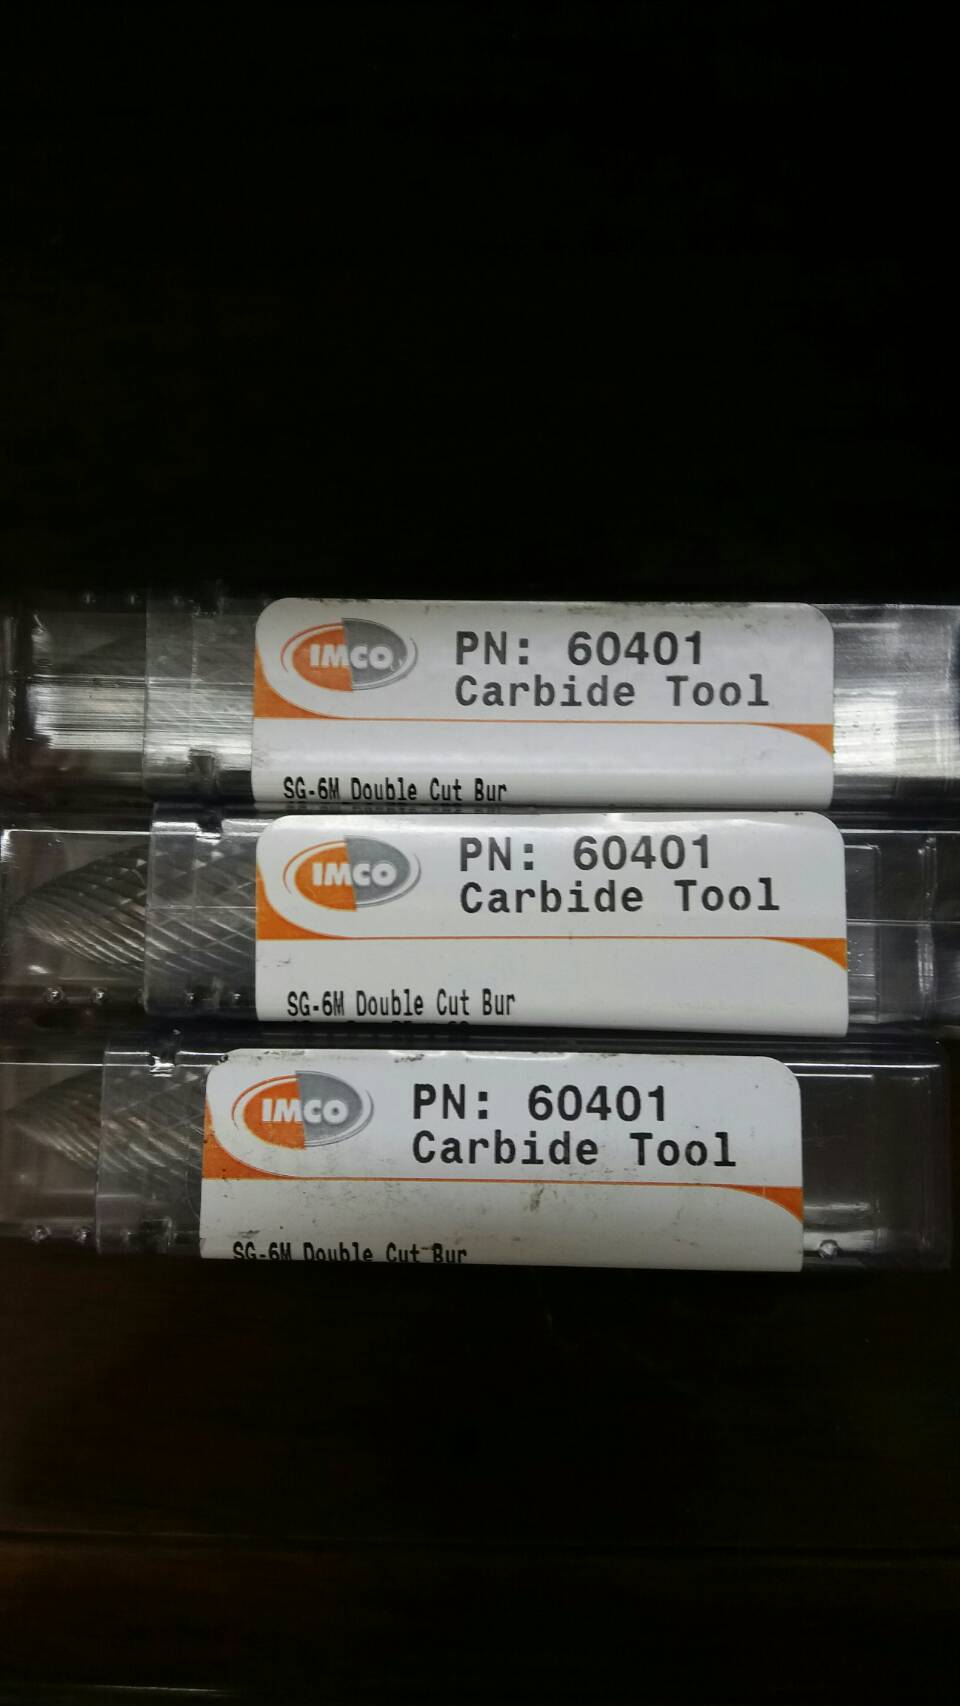 IMCO
PN: 60401
Carbide Tool
SG-6M Double Cut Bur
IMCO
PN: 60401
Carbide Tool
SG-6M Double Cut Bur
IMCO
PN: 60401
Carbide Tool
SG-6M Double Cut Bur